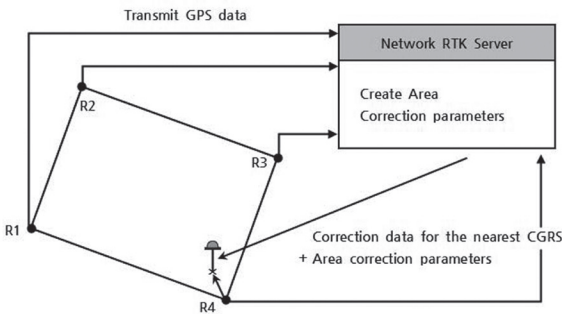 Transmit GPS data
Network RTK Server
Create Area
Correction parameters
R2
R3
R1
Correction data for the nearest CGRS
+ Area correction parameters
R4